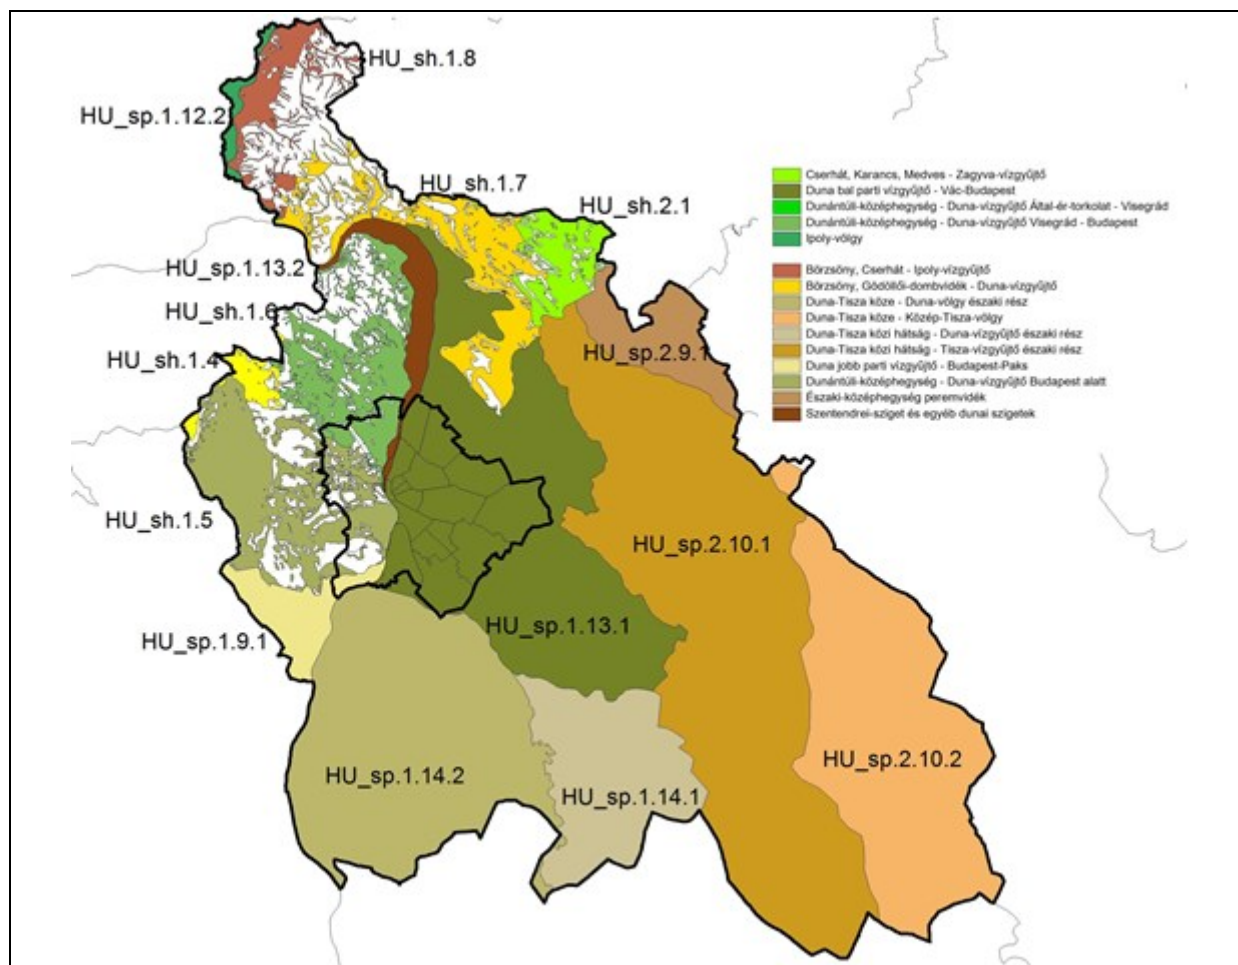 HU_sh.1.8
HU_sp.1.12.2
HU_sh.1.7
HU_sh.2.1
HU_sp.1.13.2
HU_sh.1.6
HU_sh.1.4
HU_sp.2.9.1
HU_sh.1.5
HU_sp.2.10.1
HU_sp.1.9.1
HU_sp.1.13.1
HU_sp.1.14.2
HU_sp.1.14.1
HU_sp.2.10.2
Cserhát, Karancs, Medves - Zagyva-vízgyűjtő
Duna bal parti vízgyűjtő - Vác-Budapest
Dunántúli-középhegység - Duna-vízgyűjtő Által-ér-torkolat - Visegrád
Dunántúli-középhegység - Duna-vízgyűjtő Visegrád - Budapest
Ipoly-völgy
Börzsöny, Cserhát - Ipoly-vízgyűjtő
Börzsöny, Gödöllői-dombvidék - Duna-vízgyűjtő
Duna-Tisza köze - Duna-völgy északi rész
Duna-Tisza köze - Közép-Tisza-völgy
Duna-Tisza közi hátság - Duna-vízgyűjtő északi rész
Duna-Tisza közi hátság - Tisza-vízgyűjtő északi rész
Duna jobb parti vízgyűjtő - Budapest-Paks
Dunántúli-középhegység - Duna-vízgyűjtő Budapest alatt
Északi-középhegység peremvidék
Szentendrei-sziget és egyéb dunai szigetek